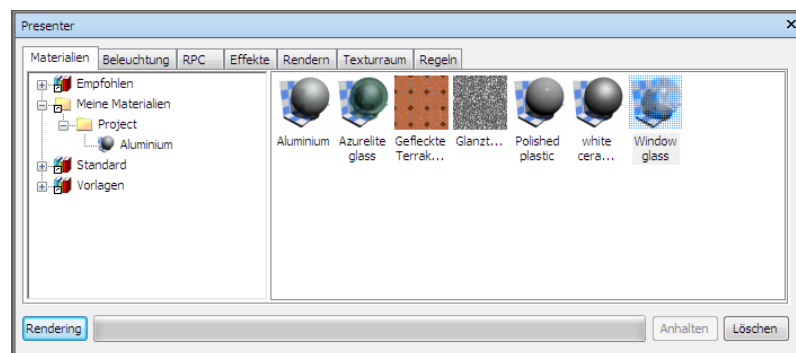 Presenter
Materialien Beleuchtung RPC Effekte Rendern Texturraum Regeln
Empfohlen
Meine Materialien
Project
Aluminium
Standard
Vorlagen
Aluminium Azurelite glass Gefleckte Terrak... Glanzt... Polished plastic white cera... Window glass
Rendering Anhalten Löschen